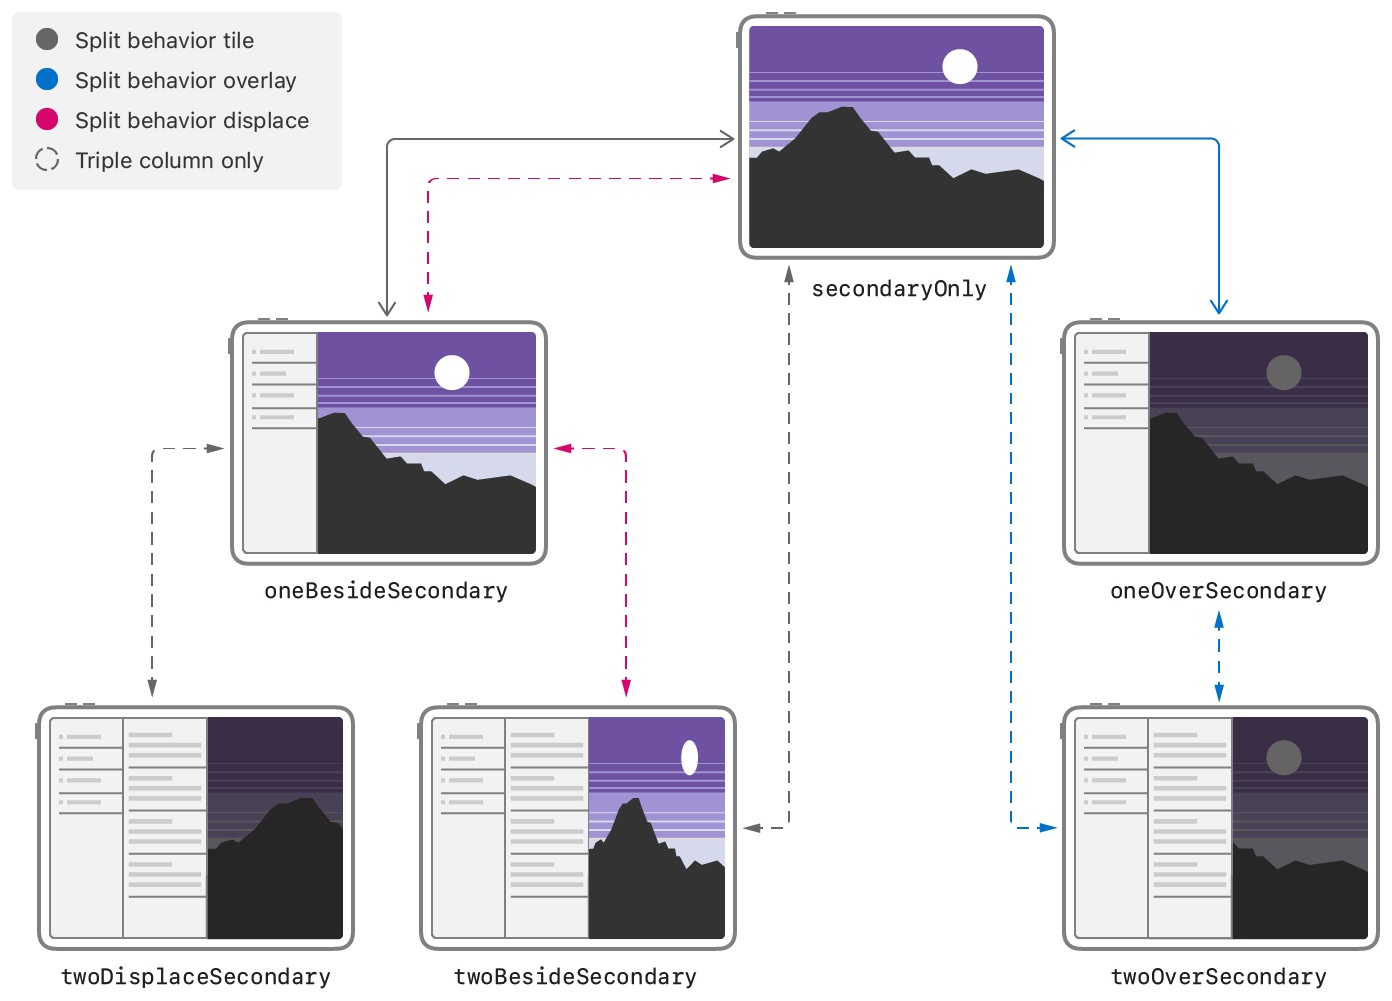 Split behavior tile
Split behavior overlay
Split behavior displace
Triple column only
secondaryOnly
oneBesideSecondary
oneOverSecondary
twoDisplaceSecondary
twoBesideSecondary
twoOverSecondary